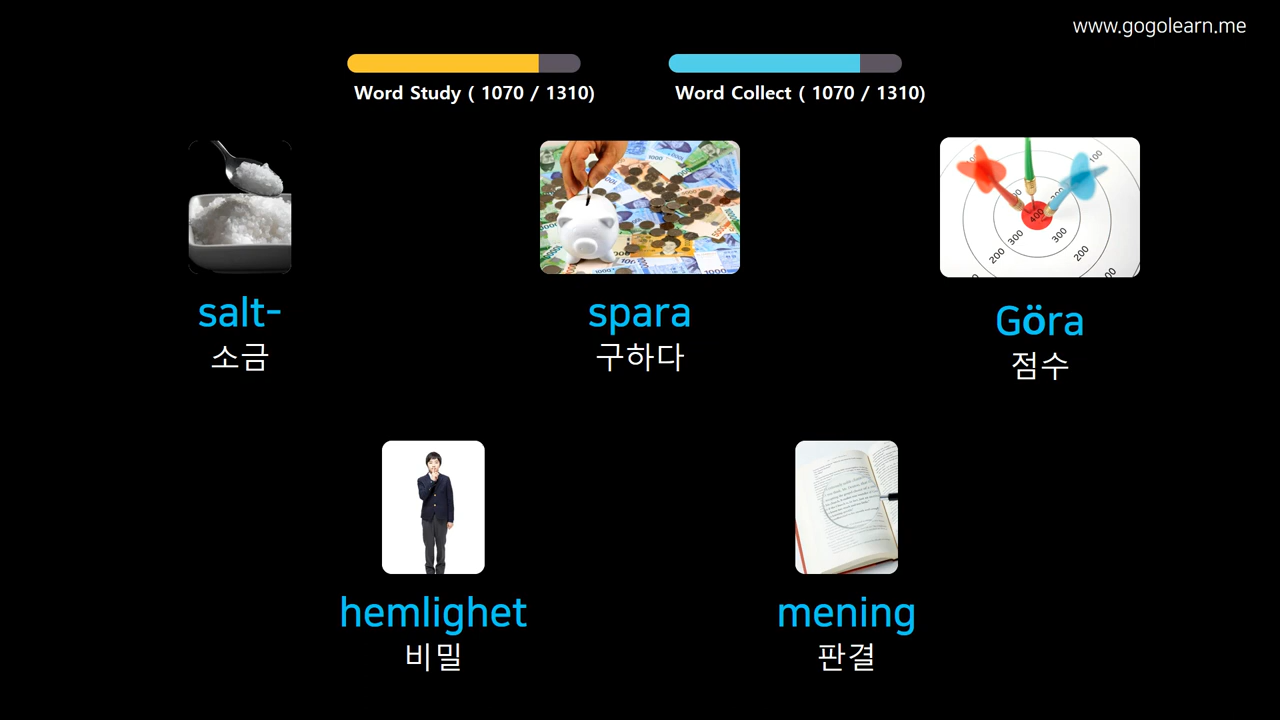 www.gogolearn.me
Word Study ( 1070 / 1310)
Word Collect ( 1070 / 1310)
salt-
소금
spara
구하다
Göra
점수
hemlighet
비밀
mening
판결